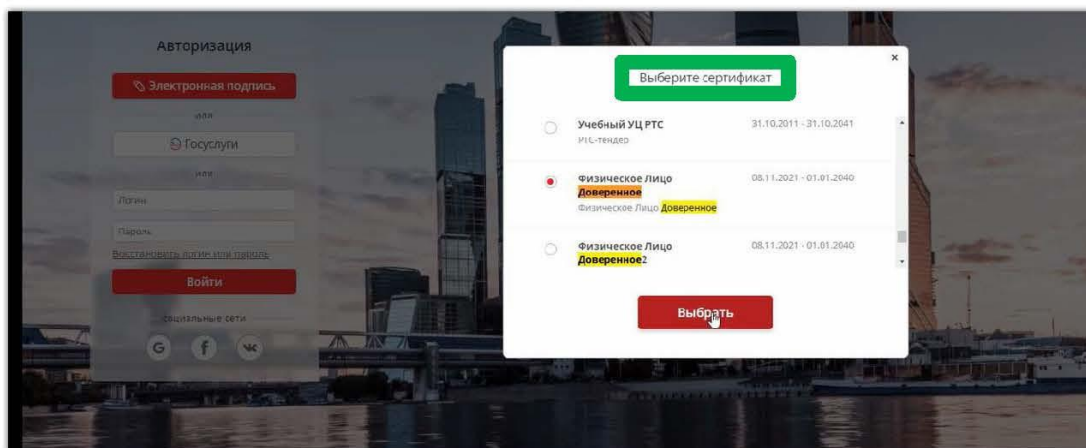 Авторизация
Электронная подпись
или
Госуслуги
или
Логин
Пароль
Восстановить логин или пароль
Войти
социальные сети
G f
Выберите сертификат
×
Учебный УЦ РТС 31.10.2011 - 31.10.2041
РТС-тендер
Физическое Лицо 08.11.2021 - 01.01.2040
Доверенное
Физическое Лицо Доверенное
Физическое Лицо 08.11.2021 - 01.01.2040
Доверенное2
Выбрать